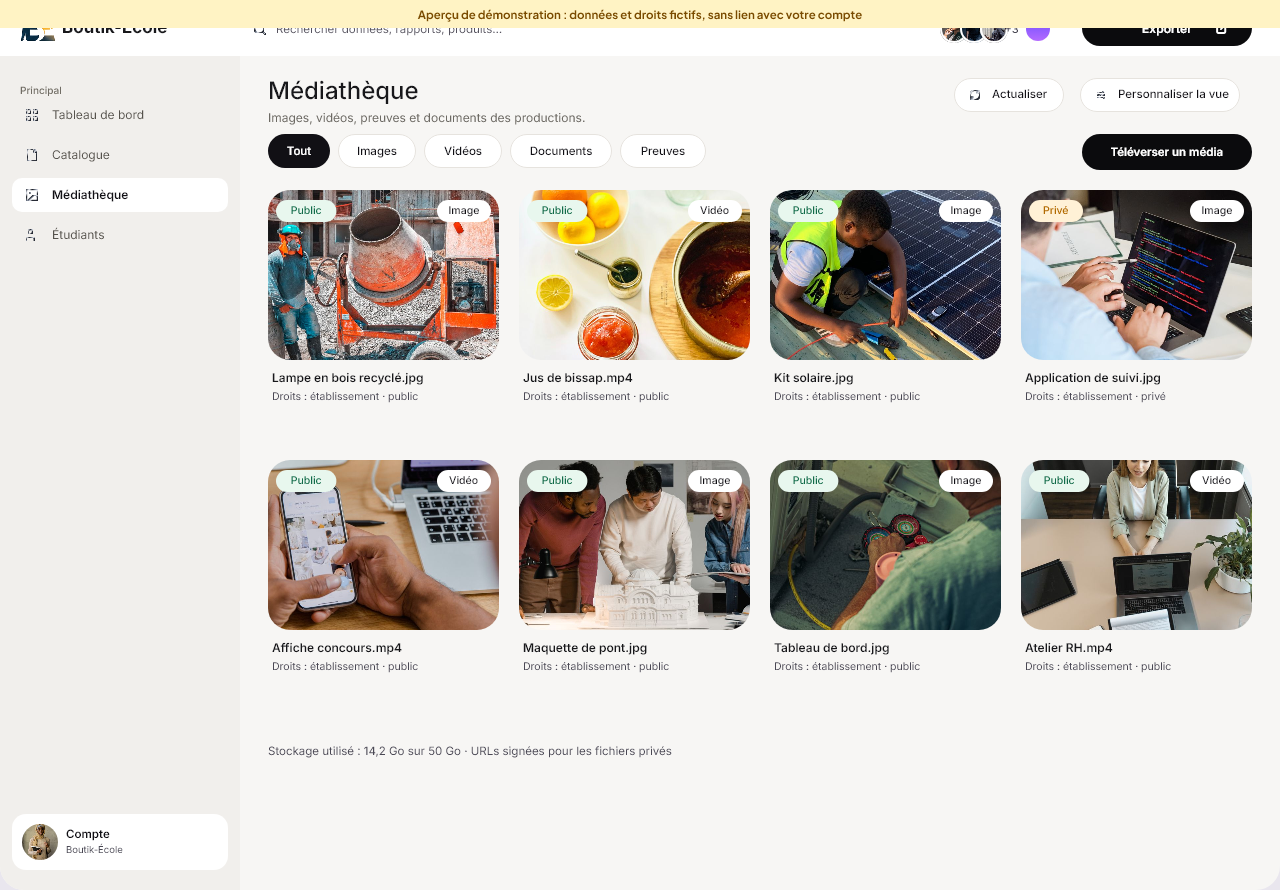 Aperçu de démonstration : données et droits fictifs, sans lien avec votre compte
Boutik-École
Rechercher données, rapports, produits...
+3
Exporter
Principal
Tableau de bord
Catalogue
Médiathèque
Étudiants
Médiathèque
Images, vidéos, preuves et documents des productions.
Actualiser
Personnaliser la vue
Tout
Images
Vidéos
Documents
Preuves
Téléverser un média
Public
Image
Public
Vidéo
Public
Image
Privé
Image
Lampe en bois recyclé.jpg
Droits : établissement · public
Jus de bissap.mp4
Droits : établissement · public
Kit solaire.jpg
Droits : établissement · public
Application de suivi.jpg
Droits : établissement · privé
Public
Vidéo
Public
Image
Public
Image
Public
Vidéo
Affiche concours.mp4
Droits : établissement · public
Maquette de pont.jpg
Droits : établissement · public
Tableau de bord.jpg
Droits : établissement · public
Atelier RH.mp4
Droits : établissement · public
Stockage utilisé : 14,2 Go sur 50 Go · URLs signées pour les fichiers privés
Compte
Boutik-École